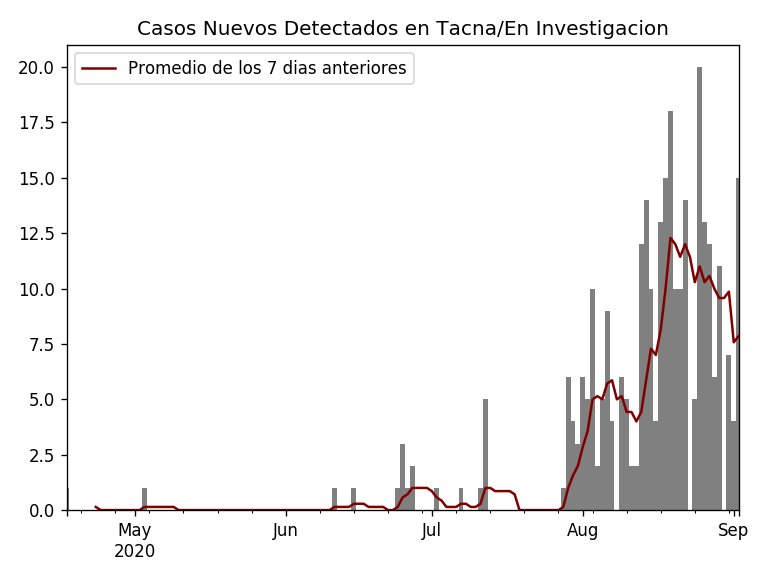 Casos Nuevos Detectados en Tacna/En Investigacion
Promedio de los 7 dias anteriores
20.0
17.5
15.0
12.5
10.0
7.5
5.0
2.5
0.0
May
2020
Jun
Jul
Aug
Sep